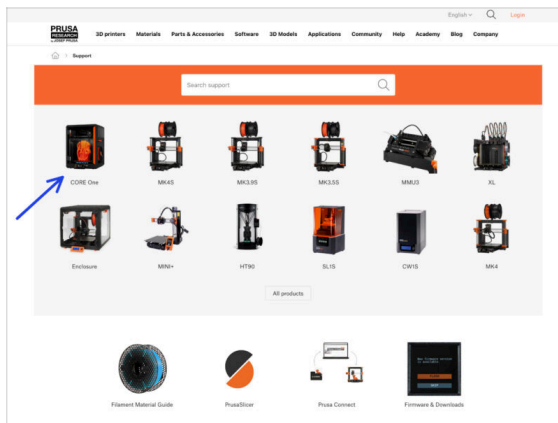 English
Login
PRUSA
RESEARCH
by JOSEF PRUSA
3D printers Materials Parts & Accessories Software 3D Models Applications Community Help Academy Blog Company
Support
Search support
CORE One MK4S MK3.9S MK3.5S MMU3 XL
Enclosure MINI+ HT90 SL1S CW1S MK4
All products
Filament Material Guide PrusaSlicer Prusa Connect Firmware & Downloads